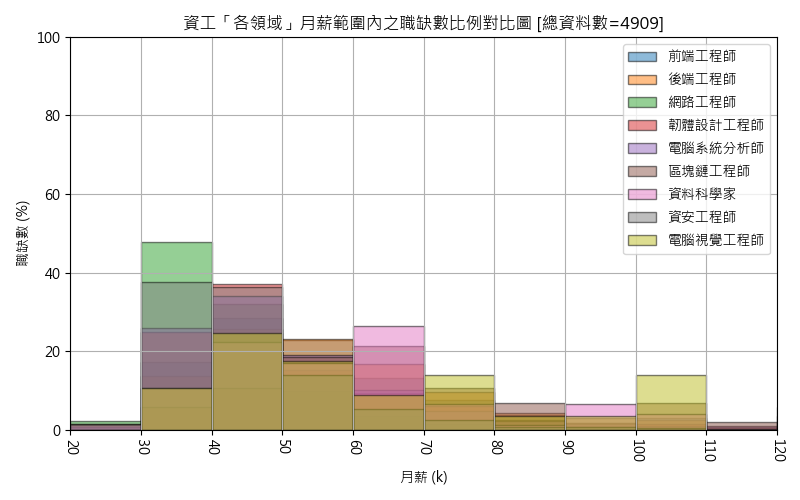 資工「各領域」月薪範圍內之職缺數比例對比圖 [總資料數=4909]
職缺數 (%)
100
80
60
40
20
0
前端工程師
後端工程師
網路工程師
韌體設計工程師
電腦系統分析師
區塊鏈工程師
資料科學家
資安工程師
電腦視覺工程師
20 30 40 50 60 70 80 90 100 110 120
月薪 (k)